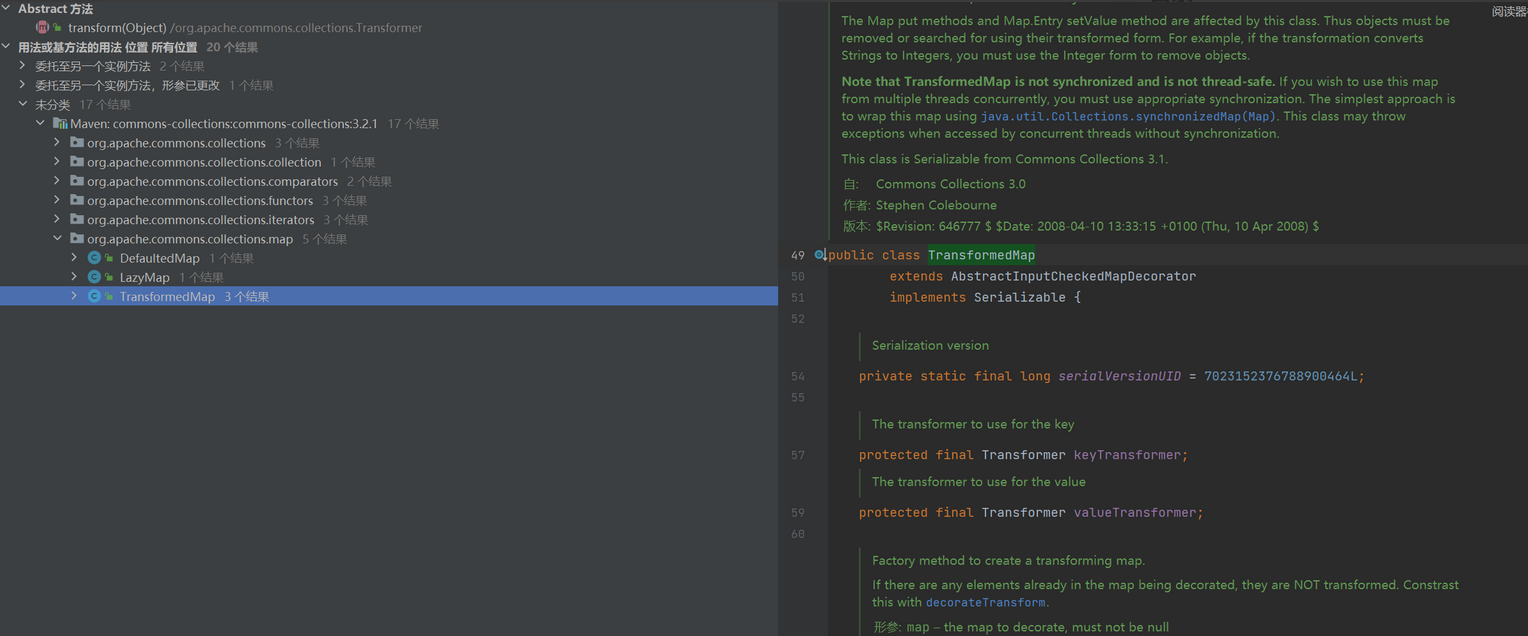 Abstract 方法
transform(Object) /org.apache.commons.collections.Transformer
用法或基方法的用法 位置 所有位置 20 个结果
委托至另一个实例方法 2 个结果
委托至另一个实例方法，形参已更改 1 个结果
未分类 17 个结果
Maven: commons-collections:commons-collections:3.2.1 17 个结果
org.apache.commons.collections 3 个结果
org.apache.commons.collections.collection 1 个结果
org.apache.commons.collections.comparators 2 个结果
org.apache.commons.collections.functors 3 个结果
org.apache.commons.collections.iterators 3 个结果
org.apache.commons.collections.map 5 个结果
DefaultedMap 1 个结果
LazyMap 1 个结果
TransformedMap 3 个结果
阅读器
The Map put methods and Map.Entry setValue method are affected by this class. Thus objects must be
removed or searched for using their transformed form. For example, if the transformation converts
Strings to Integers, you must use the Integer form to remove objects.
Note that TransformedMap is not synchronized and is not thread-safe. If you wish to use this map
from multiple threads concurrently, you must use appropriate synchronization. The simplest approach is
to wrap this map using java.util.Collections.synchronizedMap(Map). This class may throw
exceptions when accessed by concurrent threads without synchronization.
This class is Serializable from Commons Collections 3.1.
自: Commons Collections 3.0
作者: Stephen Colebourne
版本: $Revision: 646777 $ $Date: 2008-04-10 13:33:15 +0100 (Thu, 10 Apr 2008) $
49 public class TransformedMap
50 extends AbstractInputCheckedMapDecorator
51 implements Serializable {
52
Serialization version
54 private static final long serialVersionUID = 7023152376788900464L;
55
The transformer to use for the key
57 protected final Transformer keyTransformer;
The transformer to use for the value
59 protected final Transformer valueTransformer;
60
Factory method to create a transforming map.
If there are any elements already in the map being decorated, they are NOT transformed. Constrast
this with decorateTransform.
形参: map – the map to decorate, must not be null